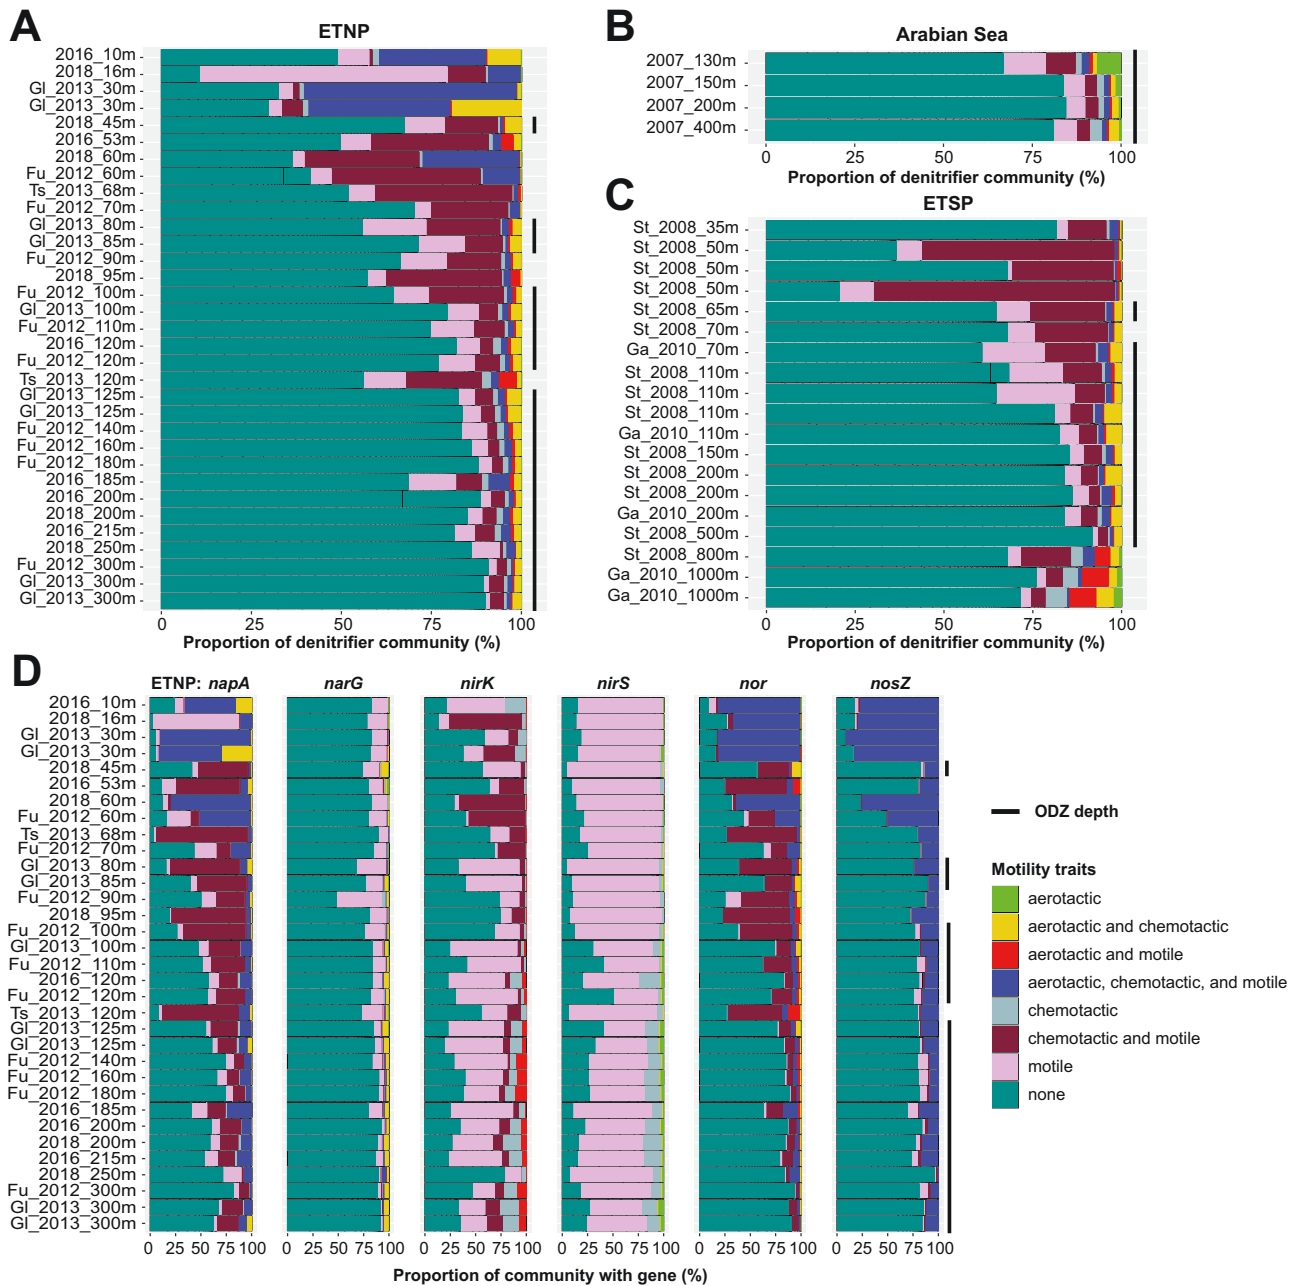 A
ETNP
2016_10m
2018_16m
Gl_2013_30m
Gl_2013_30m
2018_45m
2016_53m
2018_60m
Fu_2012_60m
Ts_2013_68m
Fu_2012_70m
Gl_2013_80m
Gl_2013_85m
Fu_2012_90m
2018_95m
Fu_2012_100m
Gl_2013_100m
Fu_2012_110m
2016_120m
Fu_2012_120m
Ts_2013_120m
Gl_2013_125m
Gl_2013_125m
Fu_2012_140m
Fu_2012_160m
Fu_2012_180m
2016_185m
2016_200m
2018_200m
2016_215m
2018_250m
Fu_2012_300m
Gl_2013_300m
Gl_2013_300m
0 25 50 75 100
Proportion of denitrifier community (%)
B
Arabian Sea
2007_130m
2007_150m
2007_200m
2007_400m
0 25 50 75 100
Proportion of denitrifier community (%)
C
ETSP
St_2008_35m
St_2008_50m
St_2008_50m
St_2008_50m
St_2008_65m
St_2008_70m
Ga_2010_70m
St_2008_110m
St_2008_110m
St_2008_110m
Ga_2010_110m
St_2008_150m
St_2008_200m
St_2008_200m
Ga_2010_200m
St_2008_500m
St_2008_800m
Ga_2010_1000m
Ga_2010_1000m
0 25 50 75 100
Proportion of denitrifier community (%)
D
ETNP: napA narG nirK nirS nor nosZ
2016_10m
2018_16m
Gl_2013_30m
Gl_2013_30m
2018_45m
2016_53m
2018_60m
Fu_2012_60m
Ts_2013_68m
Fu_2012_70m
Gl_2013_80m
Gl_2013_85m
Fu_2012_90m
2018_95m
Fu_2012_100m
Gl_2013_100m
Fu_2012_110m
2016_120m
Fu_2012_120m
Ts_2013_120m
Gl_2013_125m
Gl_2013_125m
Fu_2012_140m
Fu_2012_160m
Fu_2012_180m
2016_185m
2016_200m
2018_200m
2016_215m
2018_250m
Fu_2012_300m
Gl_2013_300m
Gl_2013_300m
0 25 50 75 100 0 25 50 75 100 0 25 50 75 100 0 25 50 75 100 0 25 50 75 100 0 25 50 75 100
Proportion of community with gene (%)
ODZ depth
Motility traits
aerotactic
aerotactic and chemotactic
aerotactic and motile
aerotactic, chemotactic, and motile
chemotactic
chemotactic and motile
motile
none